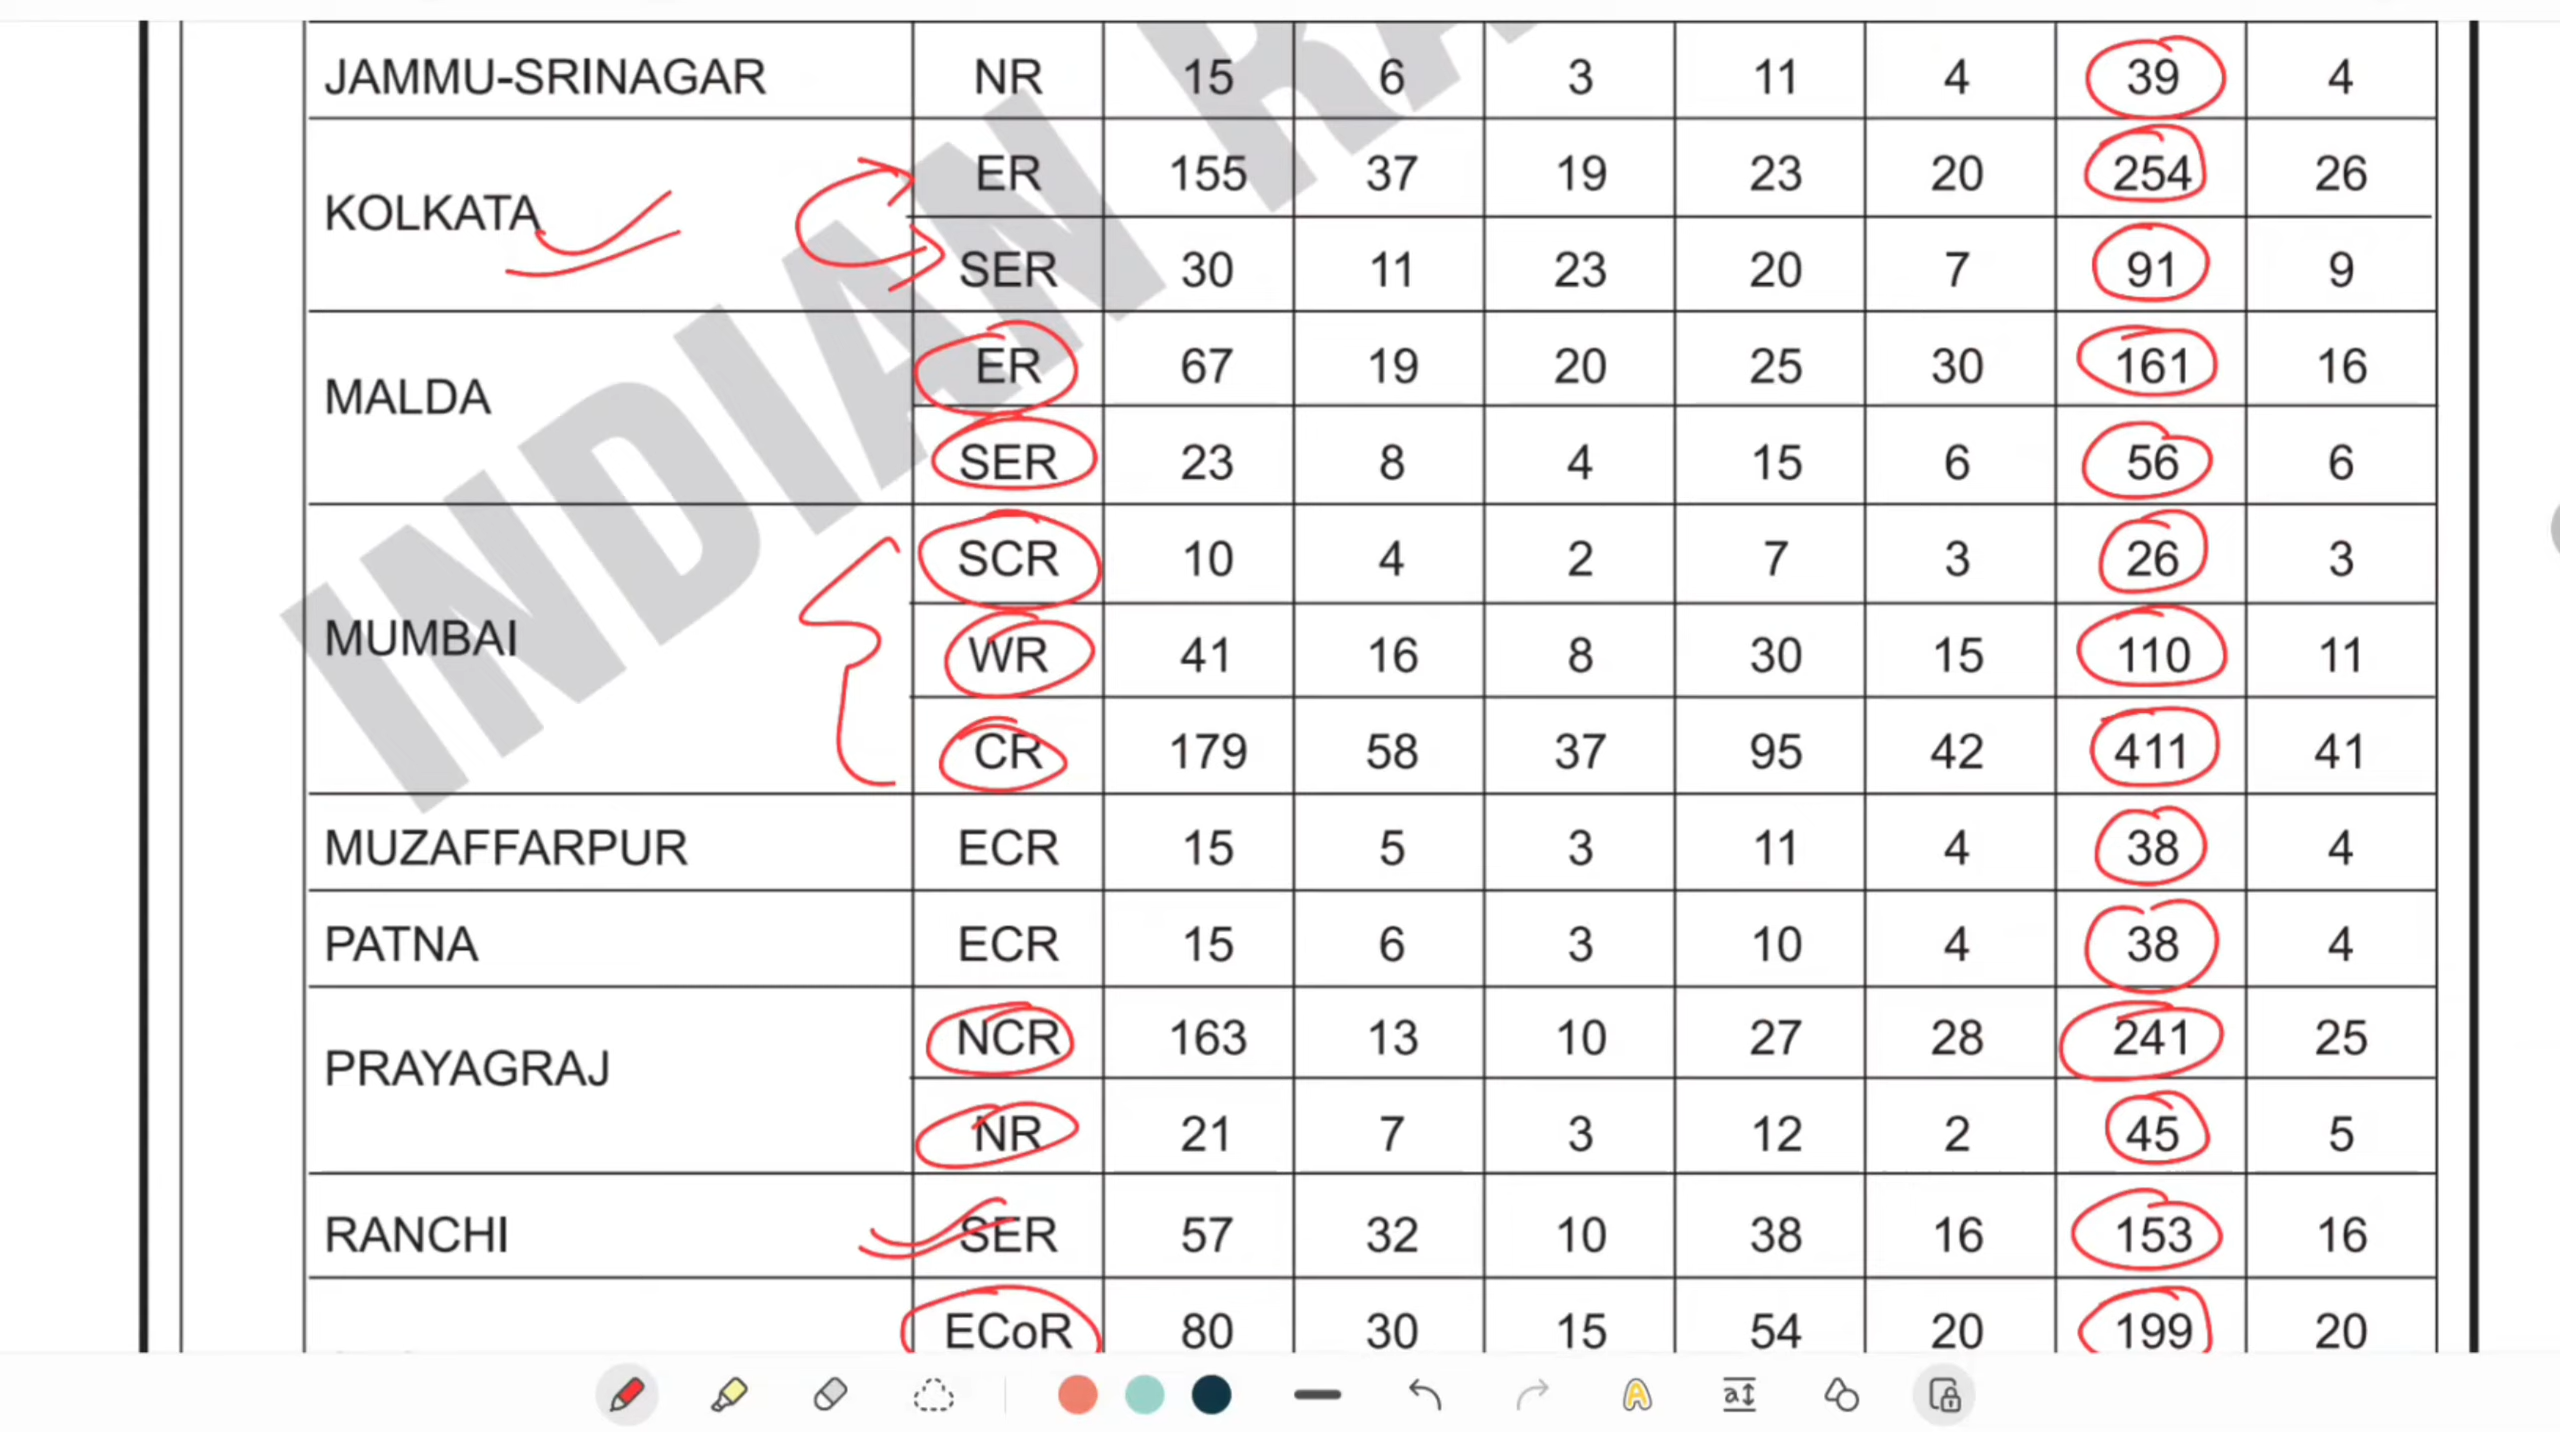 JAMMU-SRINAGAR NR 15 6 3 11 4 39 4
KOLKATA ER 155 37 19 23 20 254 26
SER 30 11 23 20 7 91 9
MALDA ER 67 19 20 25 30 161 16
SER 23 8 4 15 6 56 6
MUMBAI SCR 10 4 2 7 3 26 3
WR 41 16 8 30 15 110 11
CR 179 58 37 95 42 411 41
MUZAFFARPUR ECR 15 5 3 11 4 38 4
PATNA ECR 15 6 3 10 4 38 4
PRAYAGRAJ NCR 163 13 10 27 28 241 25
NR 21 7 3 12 2 45 5
RANCHI SER 57 32 10 38 16 153 16
ECoR 80 30 15 54 20 199 20
INDIAN RA